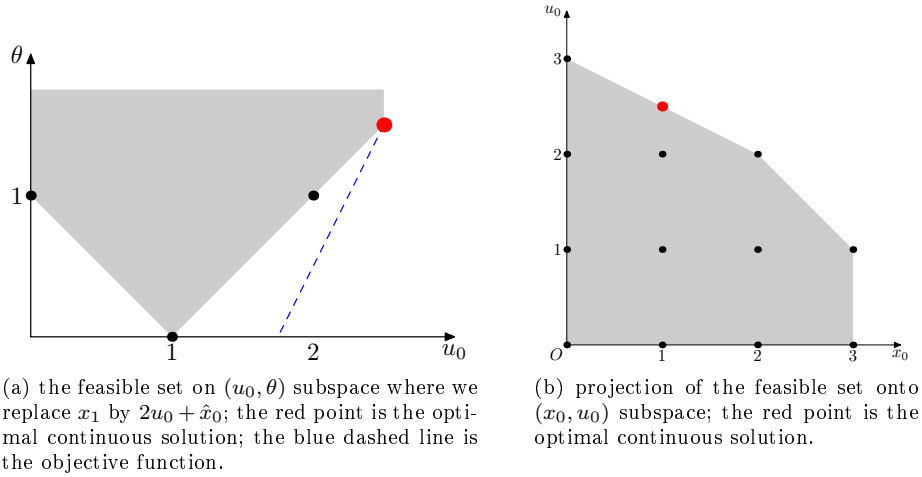 θ
1
1
2
u₀
(a) the feasible set on (u₀, θ) subspace where we
replace x₁ by 2u₀ + x̂₀; the red point is the opti-
mal continuous solution; the blue dashed line is
the objective function.
u₀
3
2
1
O
1
2
3
x₀
(b) projection of the feasible set onto
(x₀, u₀) subspace; the red point is the
optimal continuous solution.